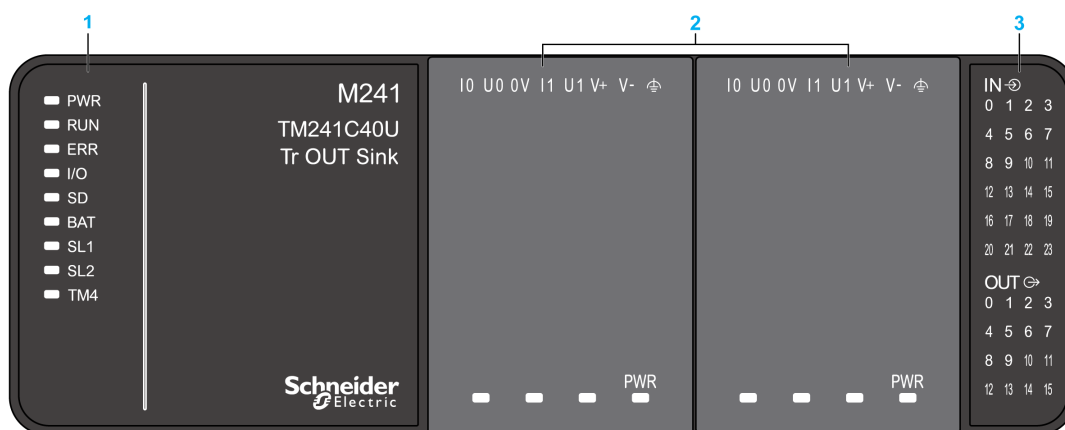 1
2
3
PWR
RUN
ERR
I/O
SD
BAT
SL1
SL2
TM4
M241
TM241C40U
Tr OUT Sink
Schneider
Electric
I0 U0 0V I1 U1 V+ V-
PWR
I0 U0 0V I1 U1 V+ V-
PWR
IN
0 1 2 3
4 5 6 7
8 9 10 11
12 13 14 15
16 17 18 19
20 21 22 23
OUT
0 1 2 3
4 5 6 7
8 9 10 11
12 13 14 15